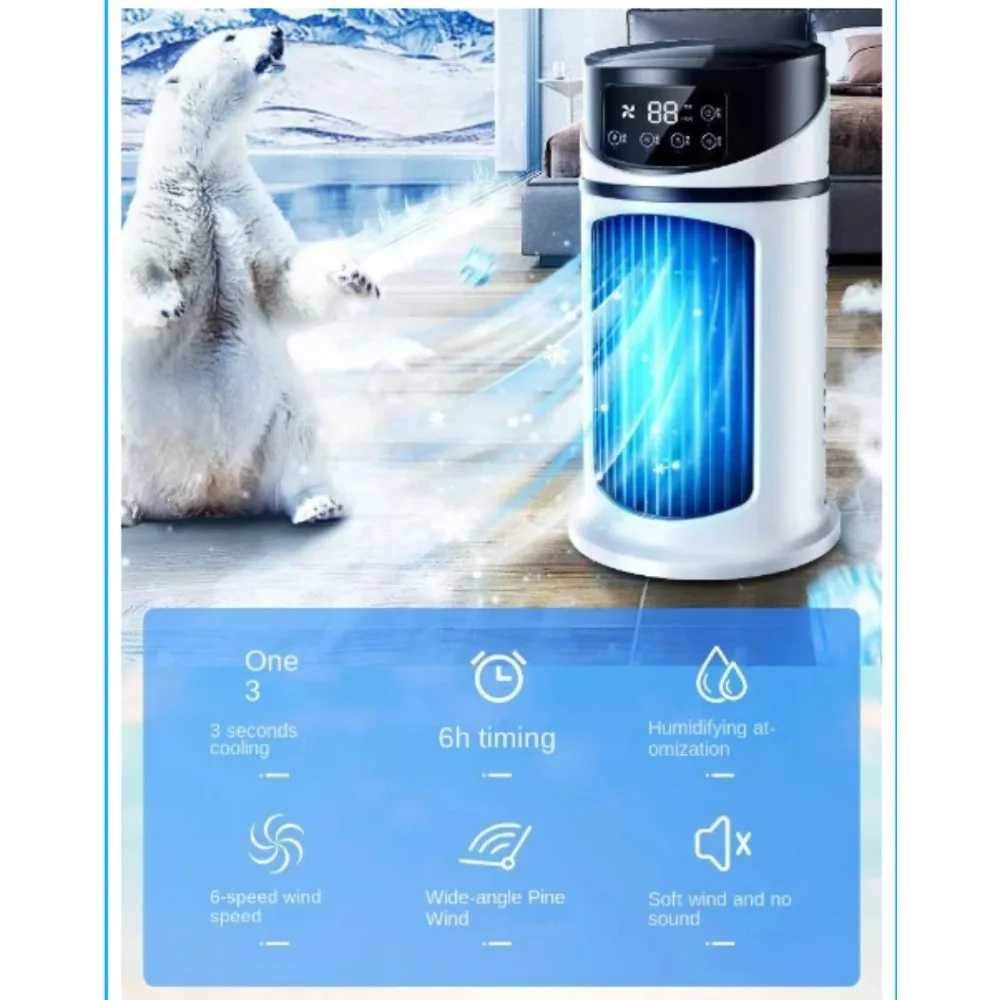 88
One
3
3 seconds
cooling
6h timing
Humidifying at-
omization
6-speed wind
speed
Wide-angle Pine
Wind
Soft wind and no
sound